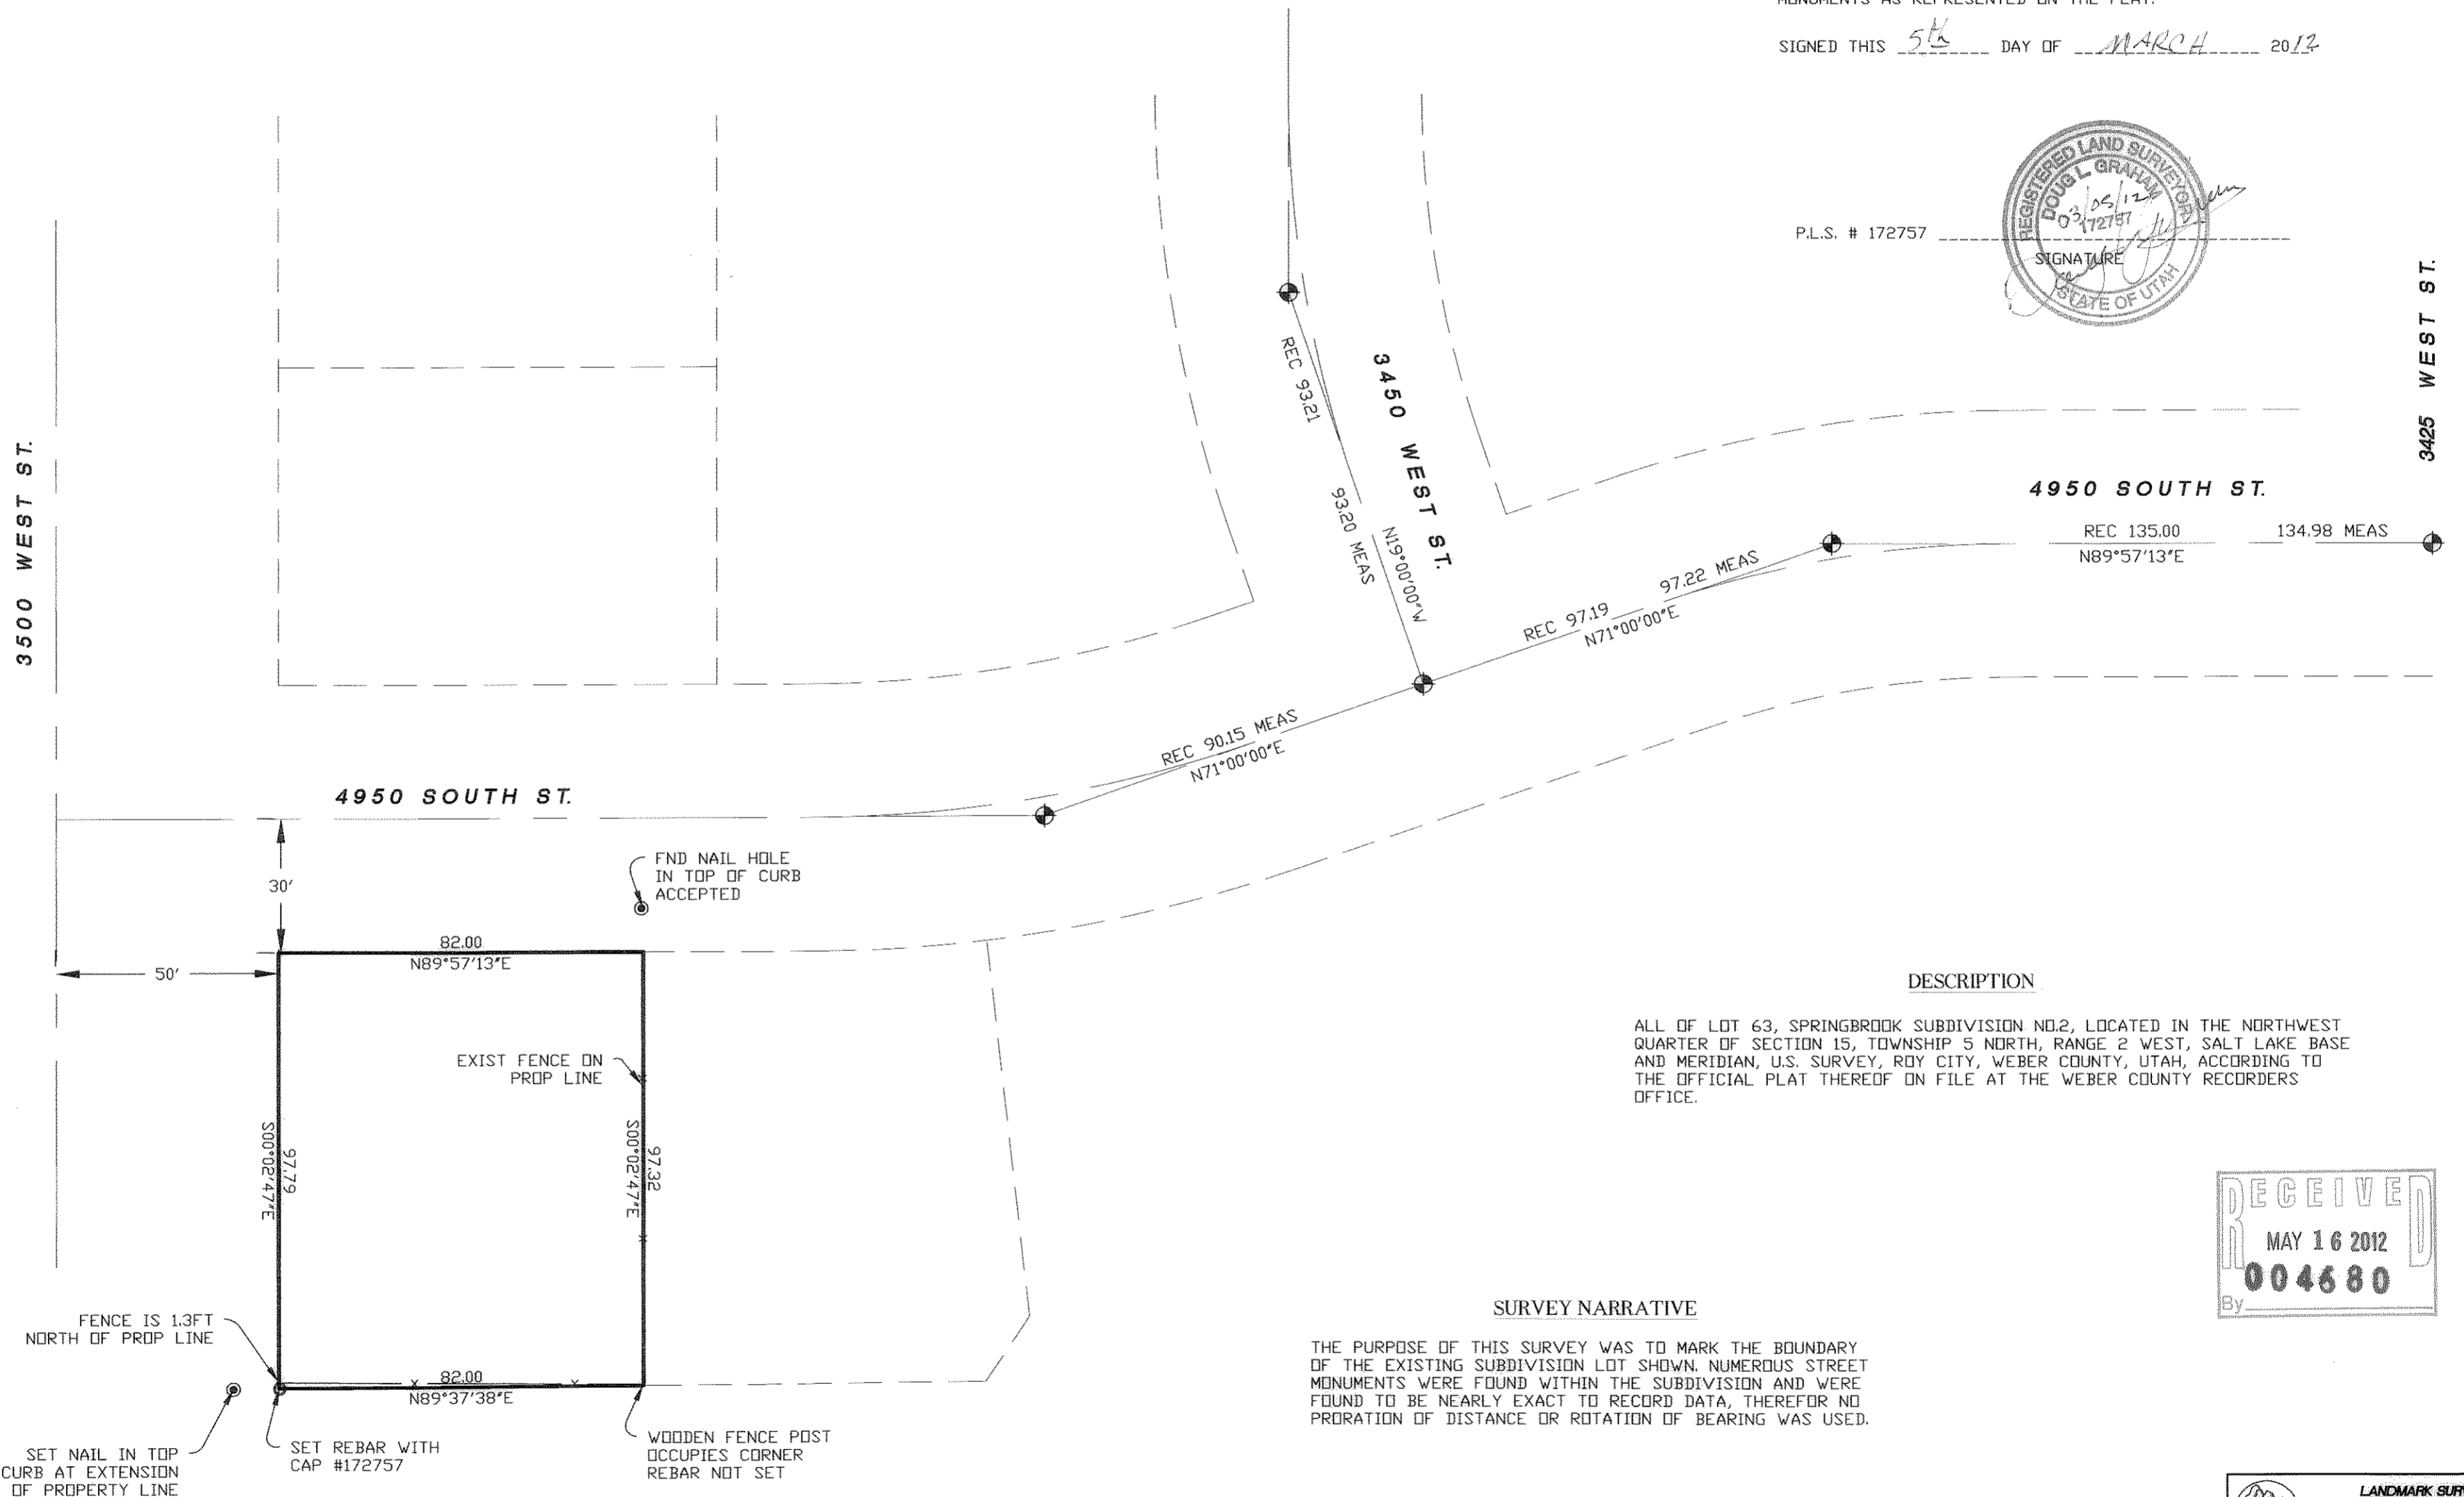 MONUMENTS AS REPRESENTED ON THE PLAT.
SIGNED THIS 5th DAY OF MARCH 2012
REGISTERED LAND SURVEYOR
DOUG L. GRAHAM
03/05/12
172757
STATE OF UTAH
P.L.S. # 172757
SIGNATURE
3500 WEST ST.
3450 WEST ST.
3425 WEST ST.
REC 93.21
93.20 MEAS
N19°00'00"W
4950 SOUTH ST.
REC 135.00 134.98 MEAS
N89°57'13"E
REC 97.19 97.22 MEAS
N71°00'00"E
REC 90.15 MEAS
N71°00'00"E
4950 SOUTH ST.
30'
50'
FND NAIL HOLE
IN TOP OF CURB
ACCEPTED
82.00
N89°57'13"E
EXIST FENCE ON
PROP LINE
97.79
S00°02'47"E
97.32
S00°02'47"E
FENCE IS 1.3FT
NORTH OF PROP LINE
82.00
N89°37'38"E
SET NAIL IN TOP
CURB AT EXTENSION
OF PROPERTY LINE
SET REBAR WITH
CAP #172757
WOODEN FENCE POST
OCCUPIES CORNER
REBAR NOT SET
DESCRIPTION
ALL OF LOT 63, SPRINGBROOK SUBDIVISION NO.2, LOCATED IN THE NORTHWEST
QUARTER OF SECTION 15, TOWNSHIP 5 NORTH, RANGE 2 WEST, SALT LAKE BASE
AND MERIDIAN, U.S. SURVEY, ROY CITY, WEBER COUNTY, UTAH, ACCORDING TO
THE OFFICIAL PLAT THEREOF ON FILE AT THE WEBER COUNTY RECORDERS
OFFICE.
RECEIVED
MAY 16 2012
004680
By
SURVEY NARRATIVE
THE PURPOSE OF THIS SURVEY WAS TO MARK THE BOUNDARY
OF THE EXISTING SUBDIVISION LOT SHOWN. NUMEROUS STREET
MONUMENTS WERE FOUND WITHIN THE SUBDIVISION AND WERE
FOUND TO BE NEARLY EXACT TO RECORD DATA, THEREFOR NO
PRORATION OF DISTANCE OR ROTATION OF BEARING WAS USED.
LANDMARK